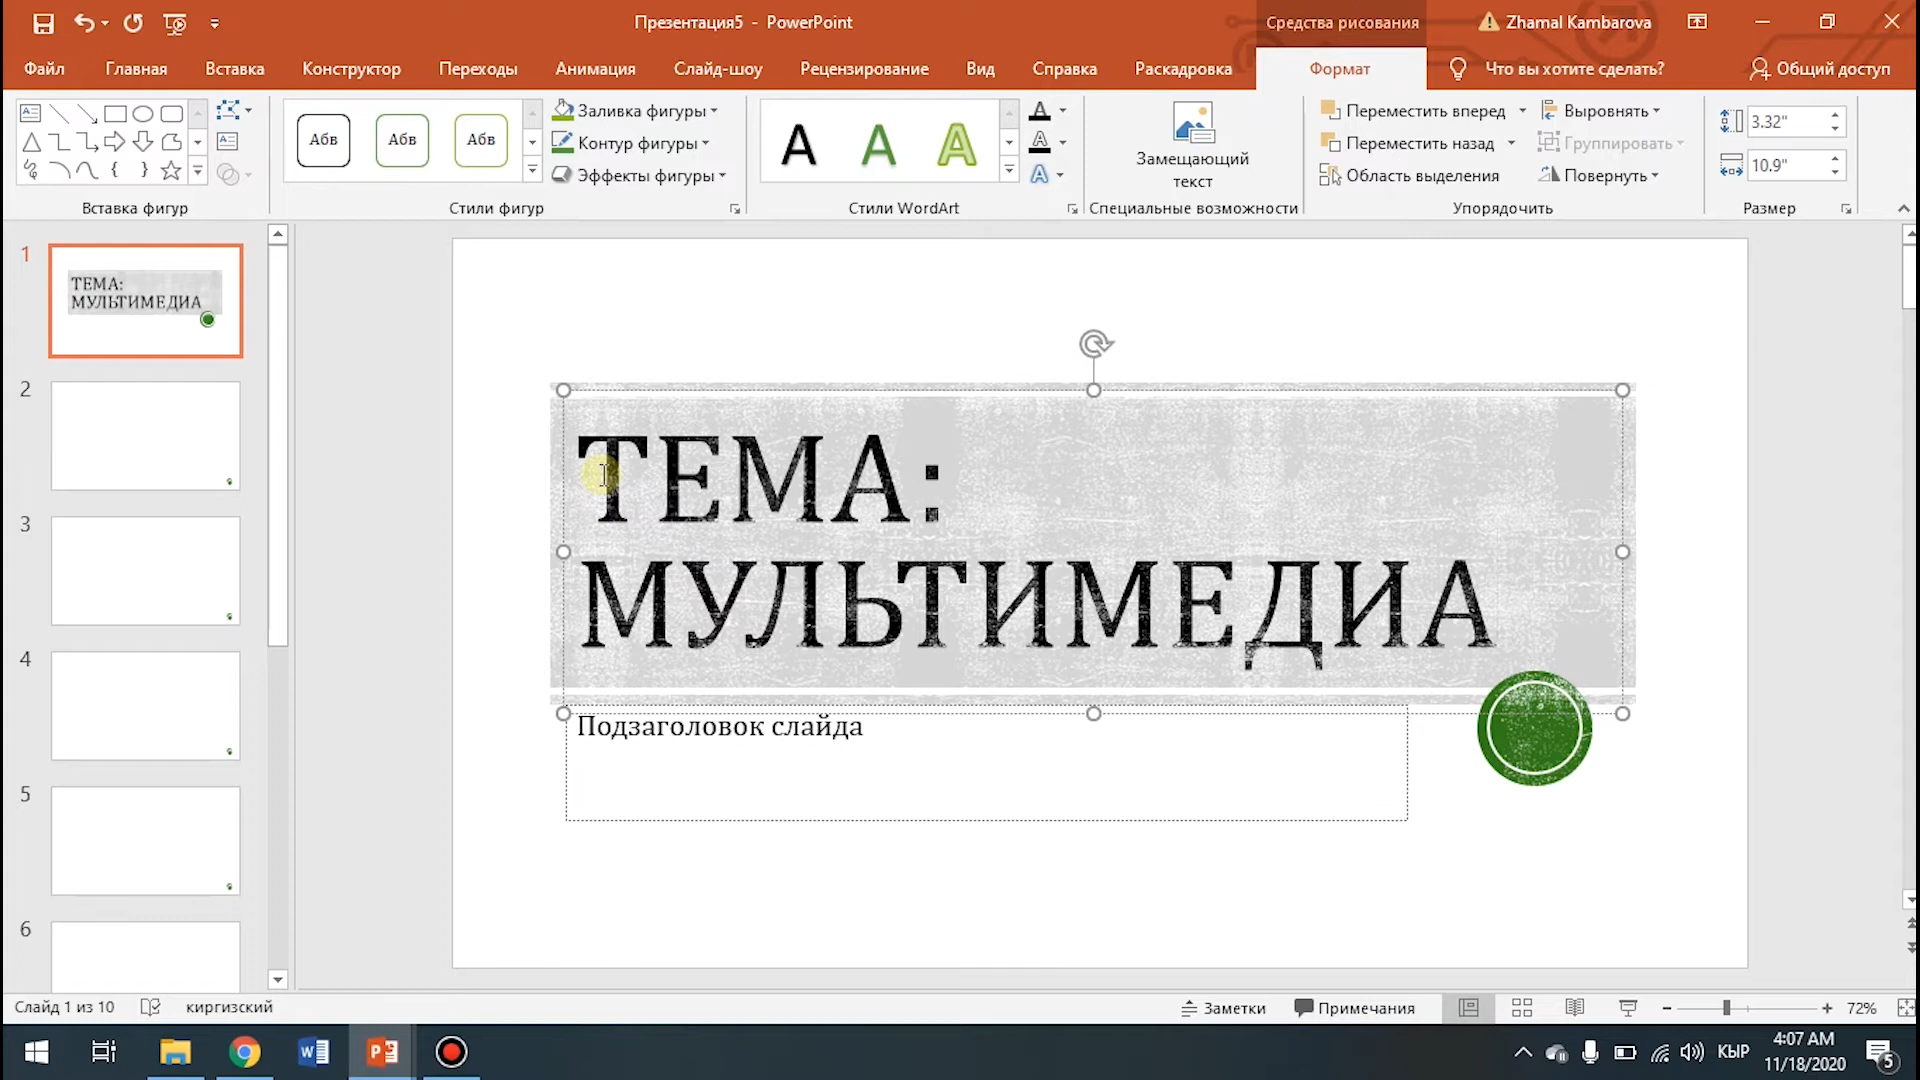 Презентация5 - PowerPoint
Средства рисования
Zhamal Kambarova
Файл Главная Вставка Конструктор Переходы Анимация Слайд-шоу Рецензирование Вид Справка Раскадровка Формат Что вы хотите сделать? Общий доступ
Абв Абв Абв
Заливка фигуры
Контур фигуры
Эффекты фигуры
A A A
Замещающий
текст
Переместить вперед
Переместить назад
Область выделения
Выровнять
Группировать
Повернуть
3.32"
10.9"
Вставка фигур Стили фигур Стили WordArt Специальные возможности Упорядочить Размер
1
ТЕМА:
МУЛЬТИМЕДИА
2
3
4
5
6
ТЕМА:
МУЛЬТИМЕДИА
Подзаголовок слайда
Слайд 1 из 10 киргизский Заметки Примечания 72%
КЫР
4:07 AM
11/18/2020
5